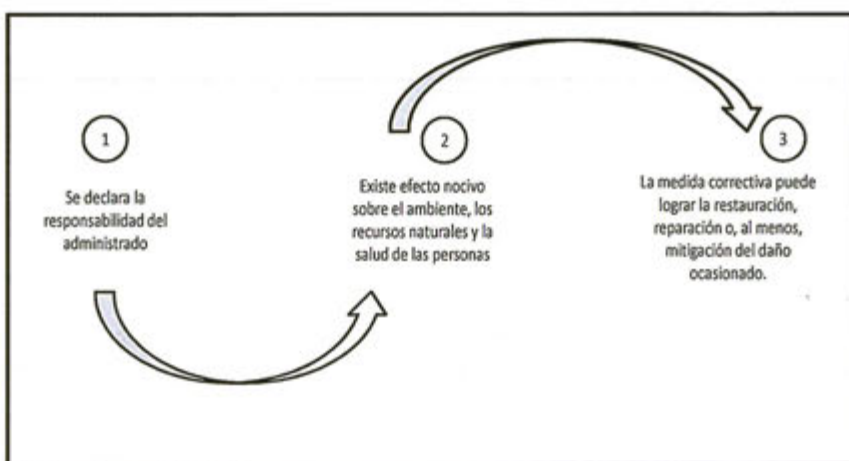 1
Se declara la
responsabilidad del
administrado
2
Existe efecto nocivo
sobre el ambiente, los
recursos naturales y la
salud de las personas
3
La medida correctiva puede
lograr la restauración,
reparación o, al menos,
mitigación del daño
ocasionado.